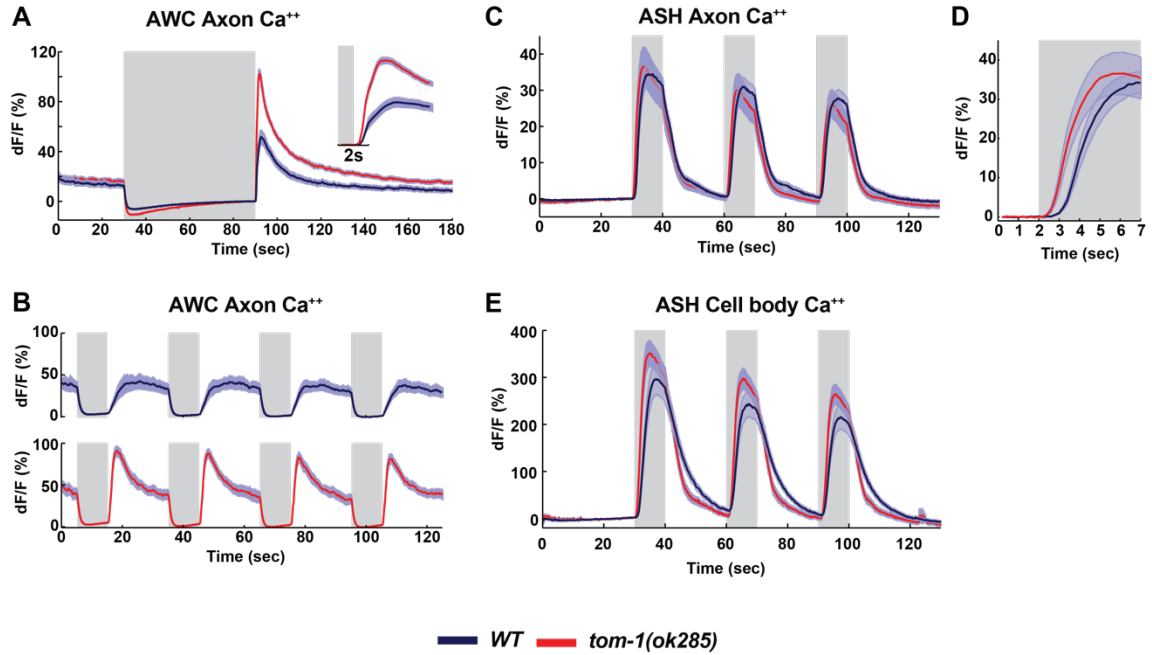 A
AWC Axon Ca++
120
80
40
0
dF/F (%)
2s
20 40 60 80 100 120 140 160 180
Time (sec)
B
AWC Axon Ca++
100
50
0
dF/F (%)
100
50
0
dF/F (%)
0 20 40 60 80 100 120
Time (sec)
C
ASH Axon Ca++
40
30
20
10
0
dF/F (%)
0 20 40 60 80 100 120
Time (sec)
D
40
30
20
10
0
dF/F (%)
0 1 2 3 4 5 6 7
Time (sec)
E
ASH Cell body Ca++
400
300
200
100
0
dF/F (%)
0 20 40 60 80 100 120
Time (sec)
WT tom-1(ok285)